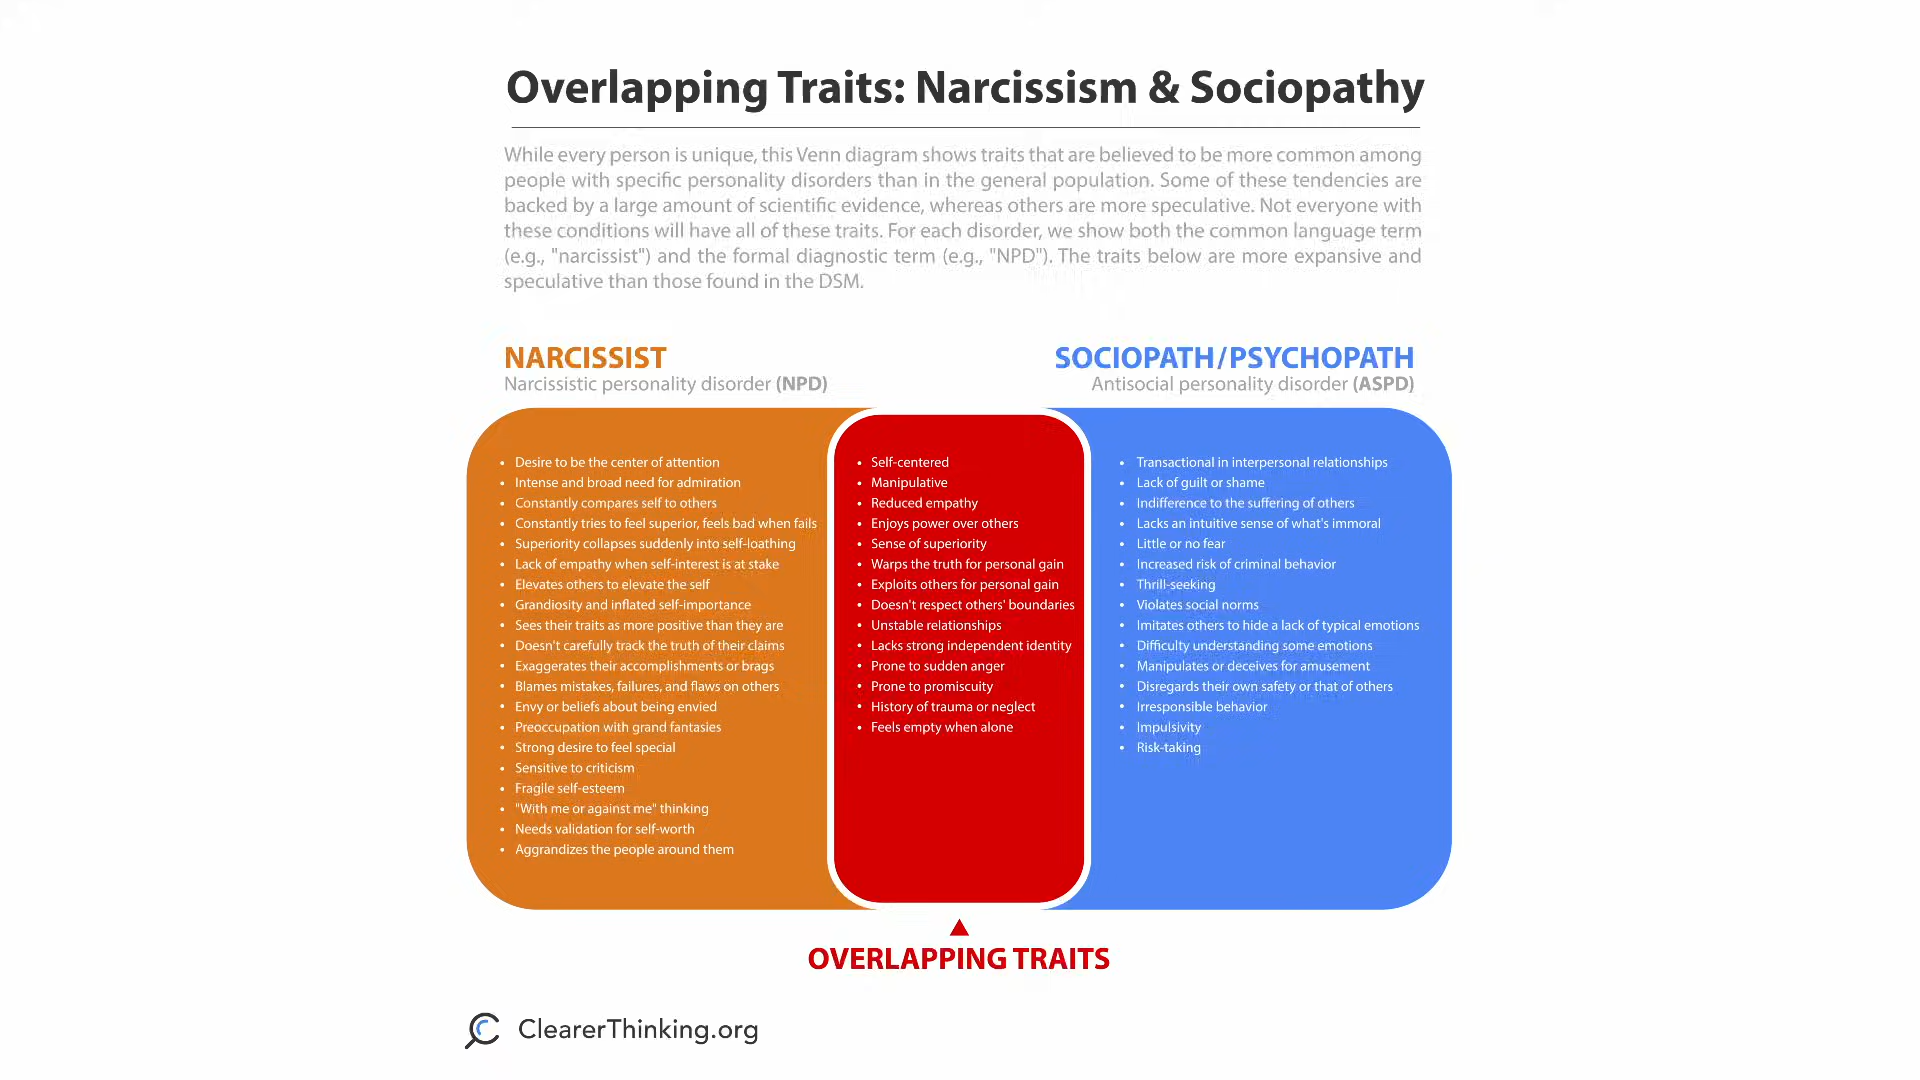 Overlapping Traits: Narcissism & Sociopathy
While every person is unique, this Venn diagram shows traits that are believed to be more common among
people with specific personality disorders than in the general population. Some of these tendencies are
backed by a large amount of scientific evidence, whereas others are more speculative. Not everyone with
these conditions will have all of these traits. For each disorder, we show both the common language term
(e.g., "narcissist") and the formal diagnostic term (e.g., "NPD"). The traits below are more expansive and
speculative than those found in the DSM.
NARCISSIST
Narcissistic personality disorder (NPD)
SOCIOPATH/PSYCHOPATH
Antisocial personality disorder (ASPD)
• Desire to be the center of attention
• Intense and broad need for admiration
• Constantly compares self to others
• Constantly tries to feel superior, feels bad when fails
• Superiority collapses suddenly into self-loathing
• Lack of empathy when self-interest is at stake
• Elevates others to elevate the self
• Grandiosity and inflated self-importance
• Sees their traits as more positive than they are
• Doesn't carefully track the truth of their claims
• Exaggerates their accomplishments or brags
• Blames mistakes, failures, and flaws on others
• Envy or beliefs about being envied
• Preoccupation with grand fantasies
• Strong desire to feel special
• Sensitive to criticism
• Fragile self-esteem
• "With me or against me" thinking
• Needs validation for self-worth
• Aggrandizes the people around them
• Self-centered
• Manipulative
• Reduced empathy
• Enjoys power over others
• Sense of superiority
• Warps the truth for personal gain
• Exploits others for personal gain
• Doesn't respect others' boundaries
• Unstable relationships
• Lacks strong independent identity
• Prone to sudden anger
• Prone to promiscuity
• History of trauma or neglect
• Feels empty when alone
• Transactional in interpersonal relationships
• Lack of guilt or shame
• Indifference to the suffering of others
• Lacks an intuitive sense of what's immoral
• Little or no fear
• Increased risk of criminal behavior
• Thrill-seeking
• Violates social norms
• Imitates others to hide a lack of typical emotions
• Difficulty understanding some emotions
• Manipulates or deceives for amusement
• Disregards their own safety or that of others
• Irresponsible behavior
• Impulsivity
• Risk-taking
OVERLAPPING TRAITS
ClearerThinking.org